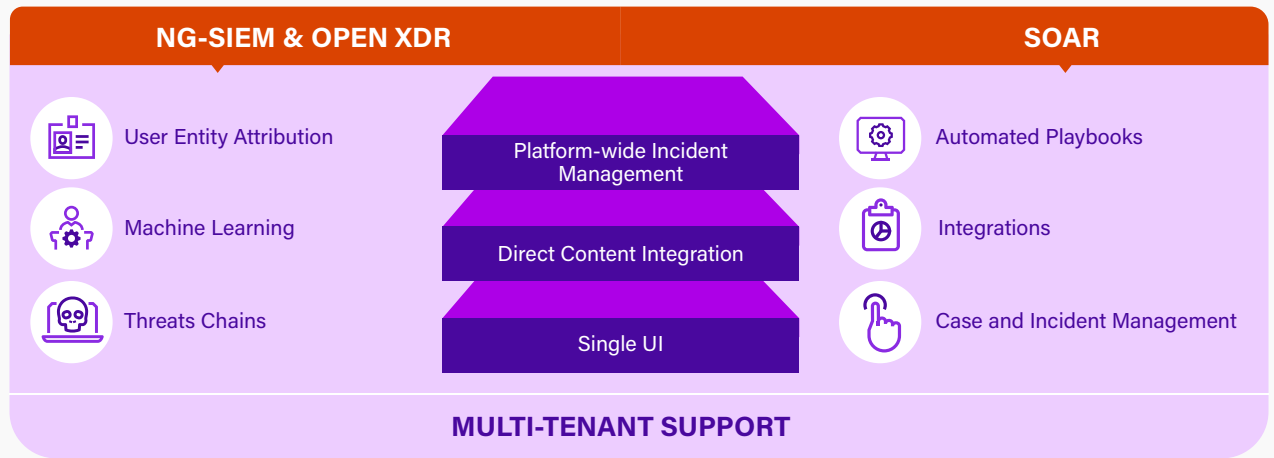 NG-SIEM & OPEN XDR
SOAR
User Entity Attribution
Machine Learning
Threats Chains
Platform-wide Incident
Management
Direct Content Integration
Single UI
Automated Playbooks
Integrations
Case and Incident Management
MULTI-TENANT SUPPORT